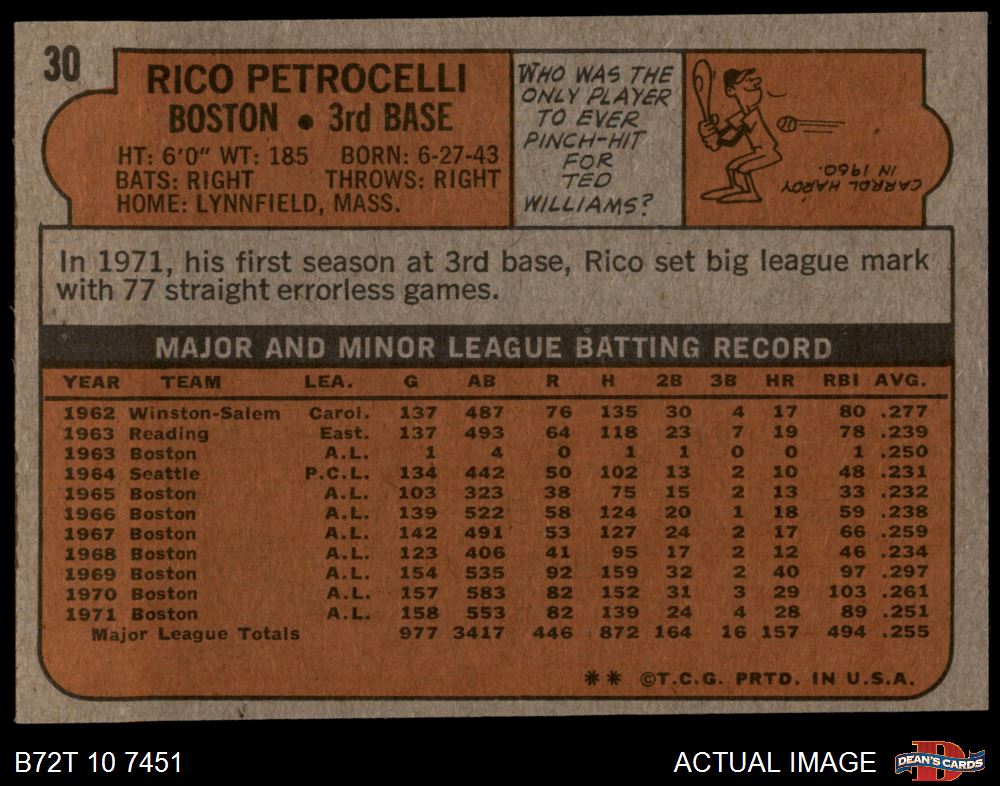 30
RICO PETROCELLI
BOSTON • 3rd BASE
HT: 6'0" WT: 185 BORN: 6-27-43
BATS: RIGHT THROWS: RIGHT
HOME: LYNNFIELD, MASS.
WHO WAS THE
ONLY PLAYER
TO EVER
PINCH-HIT
FOR
TED
WILLIAMS?
CARROL HARDY
IN 1960.
In 1971, his first season at 3rd base, Rico set big league mark
with 77 straight errorless games.
MAJOR AND MINOR LEAGUE BATTING RECORD
YEAR TEAM LEA. G AB R H 2B 3B HR RBI AVG.
1962 Winston-Salem Carol. 137 487 76 135 30 4 17 80 .277
1963 Reading East. 137 493 64 118 23 7 19 78 .239
1963 Boston A.L. 1 4 0 1 1 0 0 1 .250
1964 Seattle P.C.L. 134 442 50 102 13 2 10 48 .231
1965 Boston A.L. 103 323 38 75 15 2 13 33 .232
1966 Boston A.L. 139 522 58 124 20 1 18 59 .238
1967 Boston A.L. 142 491 53 127 24 2 17 66 .259
1968 Boston A.L. 123 406 41 95 17 2 12 46 .234
1969 Boston A.L. 154 535 92 159 32 2 40 97 .297
1970 Boston A.L. 157 583 82 152 31 3 29 103 .261
1971 Boston A.L. 158 553 82 139 24 4 28 89 .251
Major League Totals 977 3417 446 872 164 16 157 494 .255
** ©T.C.G. PRTD. IN U.S.A.
B72T 10 7451
ACTUAL IMAGE
D
DEAN'S CARDS